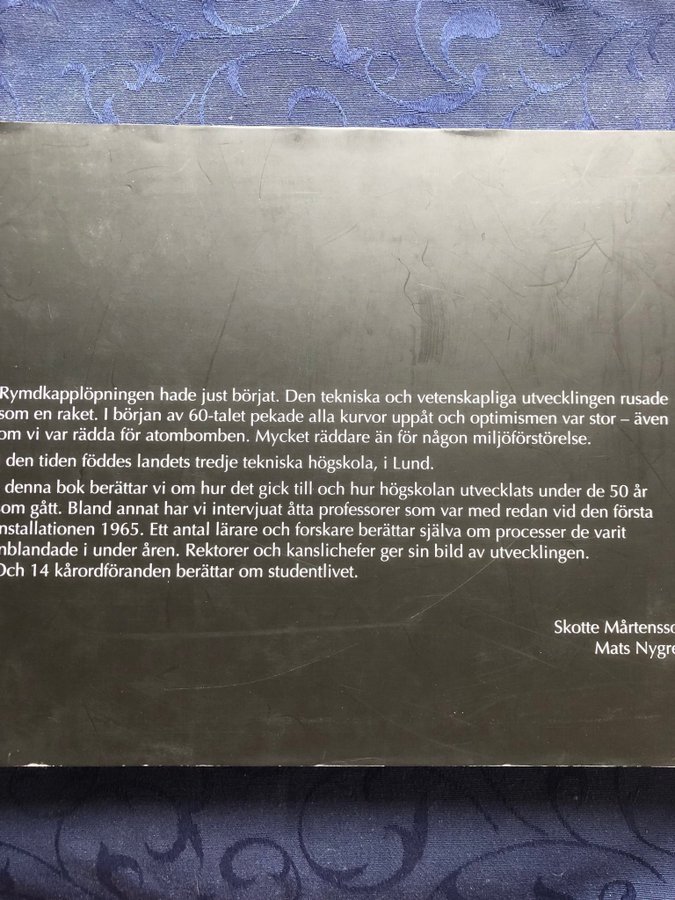 Rymdkapplöpningen hade just börjat. Den tekniska och vetenskapliga utvecklingen rusade
som en raket. I början av 60-talet pekade alla kurvor uppåt och optimismen var stor – även
om vi var rädda för atombomben. Mycket räddare än för någon miljöförstörelse.
den tiden föddes landets tredje tekniska högskola, i Lund.
denna bok berättar vi om hur det gick till och hur högskolan utvecklats under de 50 år
som gått. Bland annat har vi intervjuat åtta professorer som var med redan vid den första
installationen 1965. Ett antal lärare och forskare berättar själva om processer de varit
inblandade i under åren. Rektorer och kanslichefer ger sin bild av utvecklingen.
Och 14 kårordföranden berättar om studentlivet.
Skotte Mårtensso
Mats Nygre